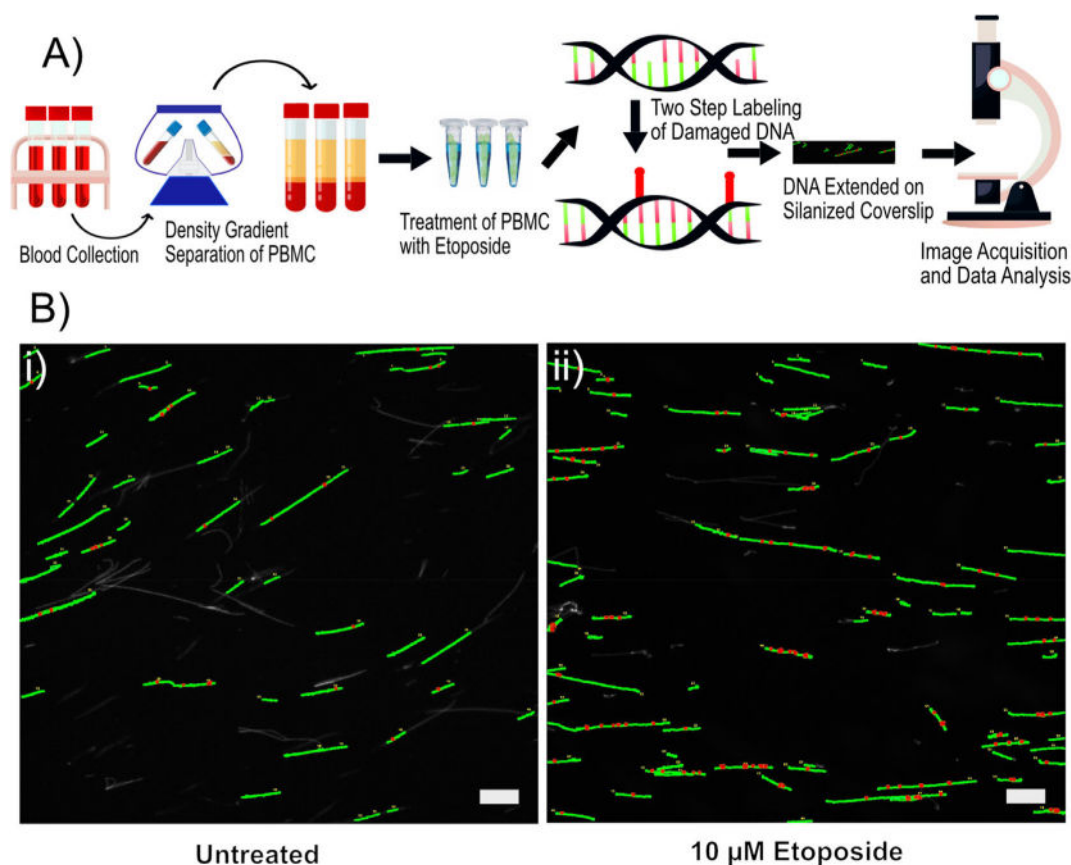 A)
Blood Collection
Density Gradient
Separation of PBMC
Treatment of PBMC
with Etoposide
Two Step Labeling
of Damaged DNA
DNA Extended on
Silanized Coverslip
Image Acquisition
and Data Analysis
B)
i)
ii)
Untreated
10 µM Etoposide